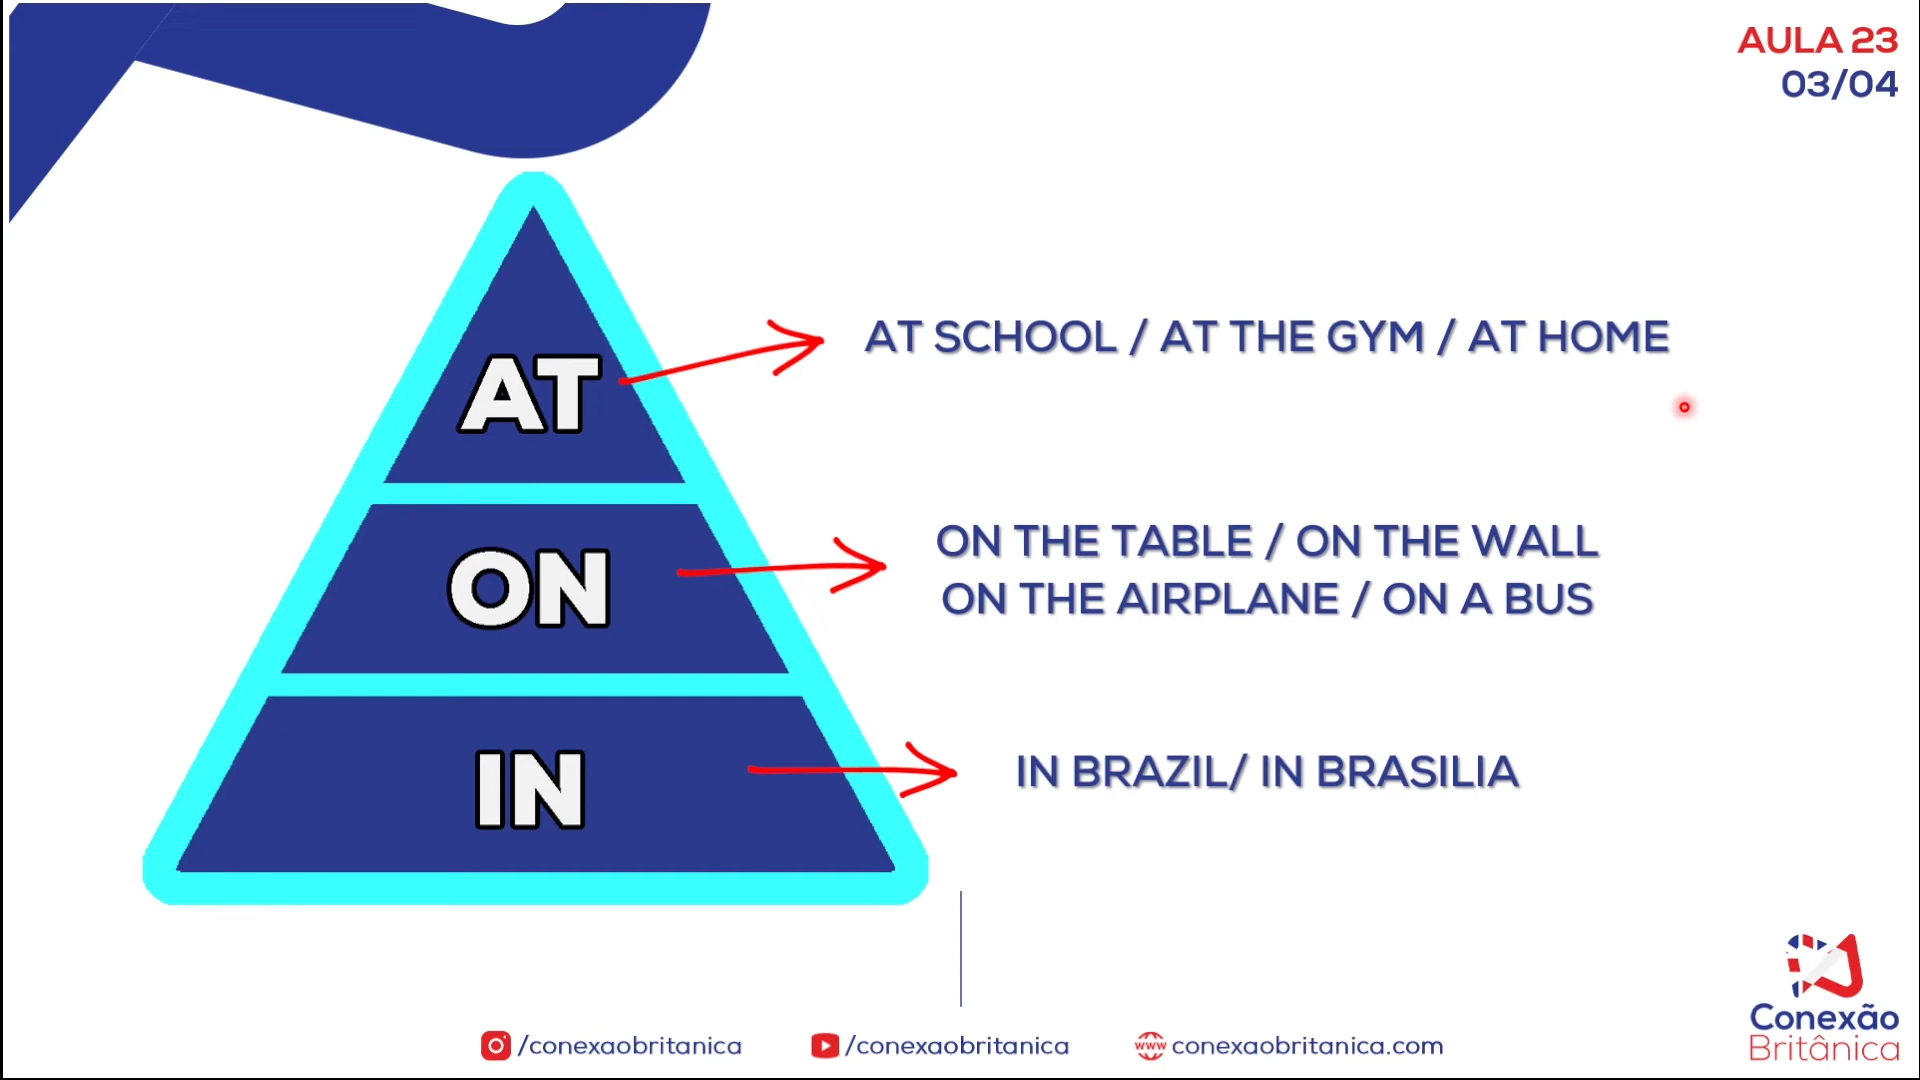 AULA 23
03/04
AT
AT SCHOOL / AT THE GYM / AT HOME
ON
ON THE TABLE / ON THE WALL
ON THE AIRPLANE / ON A BUS
IN
IN BRAZIL/ IN BRASILIA
/conexaobritanica
/conexaobritanica
www conexaobritanica.com
Conexão
Britânica